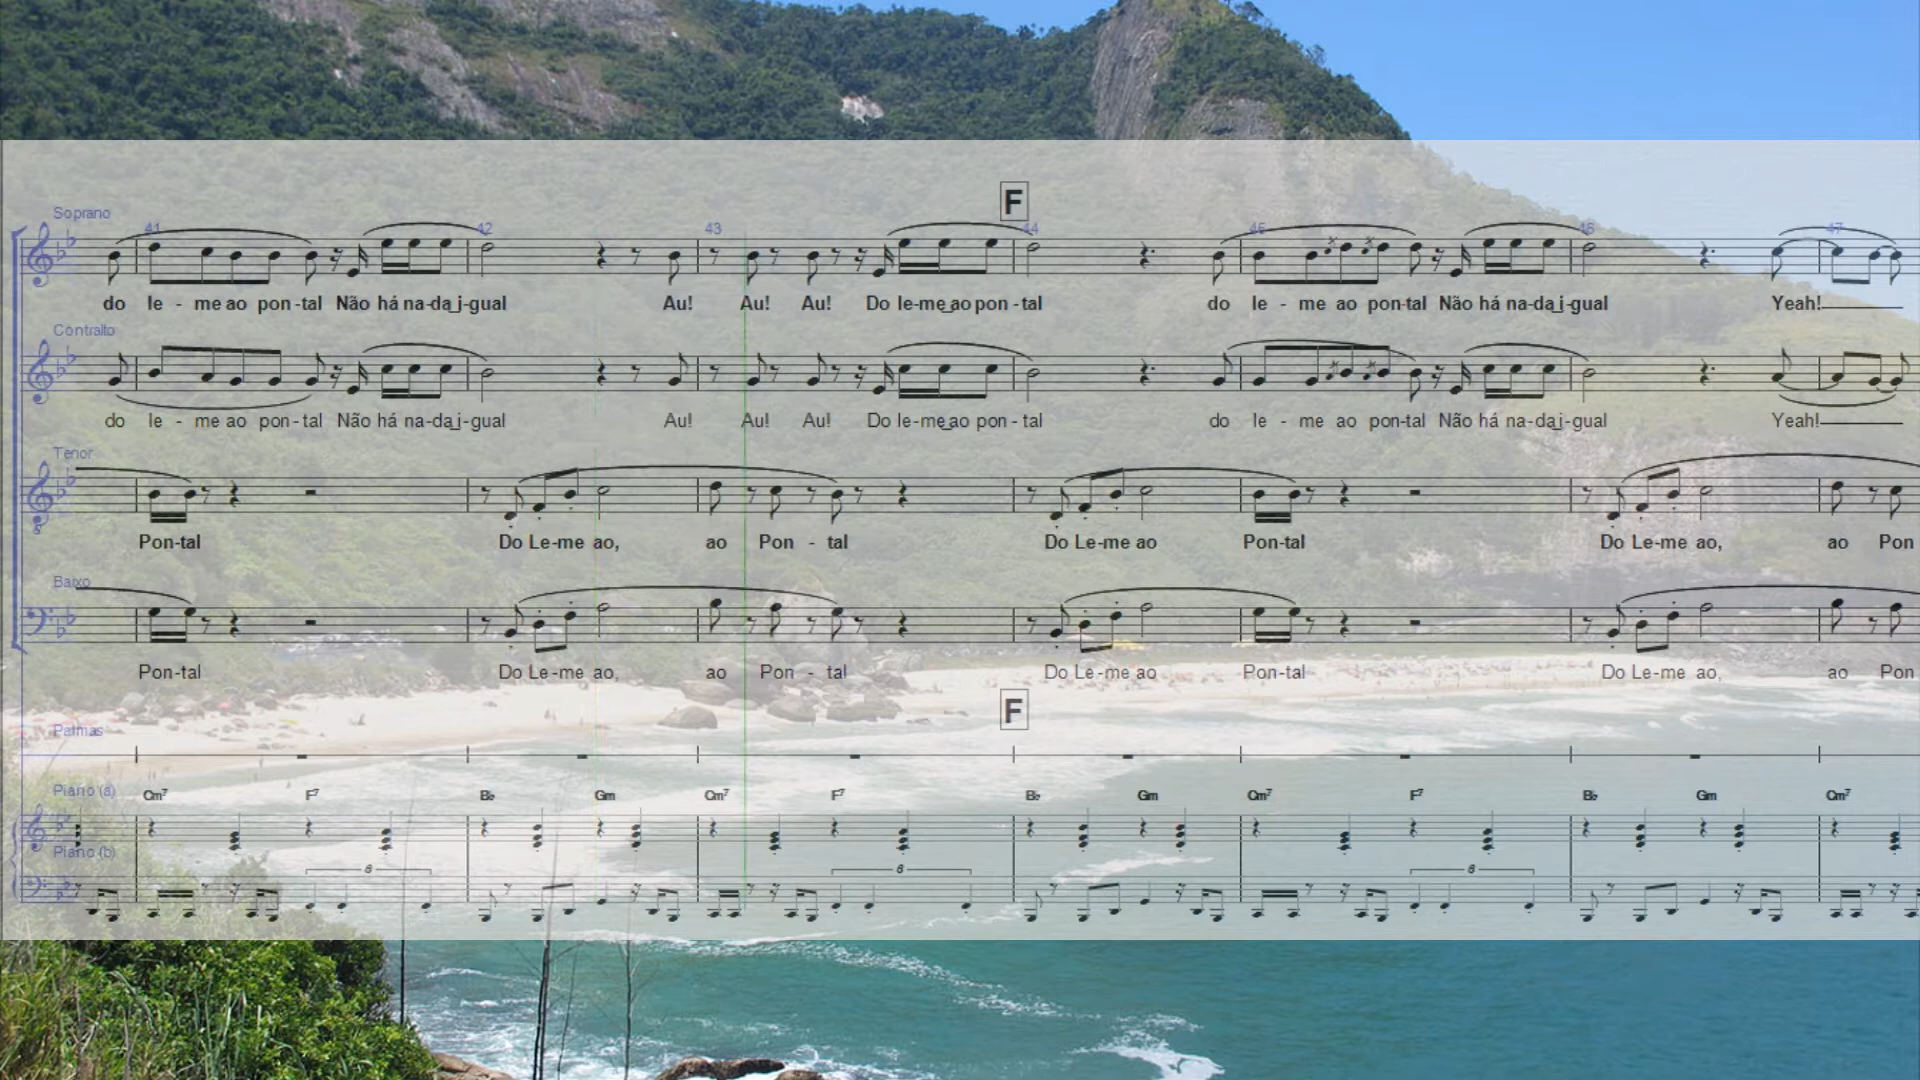 F
Soprano
41 42 43 44 45 46 47
do le - me ao pon - tal Não há na-da i-gual Au! Au! Au! Do le-me ao pon - tal do le - me ao pon-tal Não há na-da i-gual Yeah!
Contralto
do le - me ao pon - tal Não há na-da i-gual Au! Au! Au! Do le-me ao pon - tal do le - me ao pon-tal Não há na-da i-gual Yeah!
Tenor
8
Pon-tal Do Le-me ao, ao Pon - tal Do Le-me ao Pon-tal Do Le-me ao, ao Pon
Baixo
Pon-tal Do Le-me ao, ao Pon - tal Do Le-me ao Pon-tal Do Le-me ao, ao Pon
F
Palmas
Piano (a)
Cm7 F7 B♭ Gm Cm7 F7 B♭ Gm Cm7 F7 B♭ Gm Cm7
Piano (b)
6 6 6